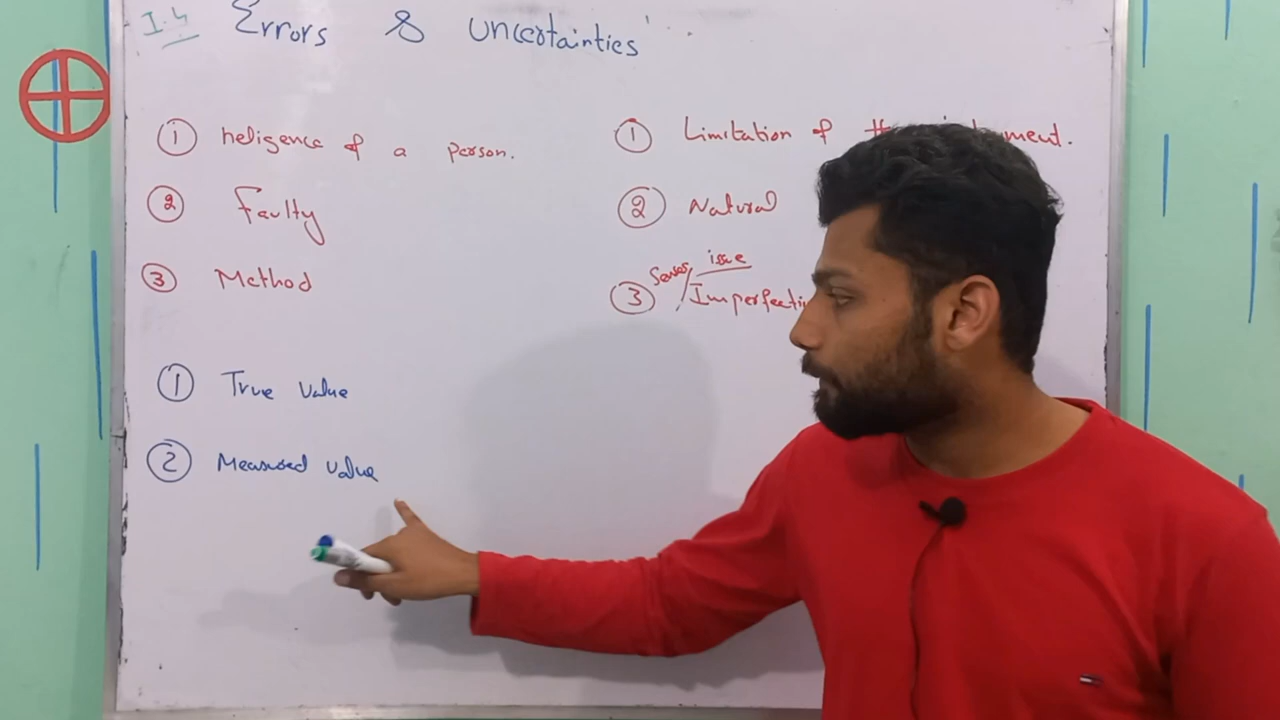 1.4 Errors & uncertainties
① neligence of a person.
② Faulty
③ Method
① Limitation of
② Natural
issue
③ Imperfecti
① True Value
② Measured value